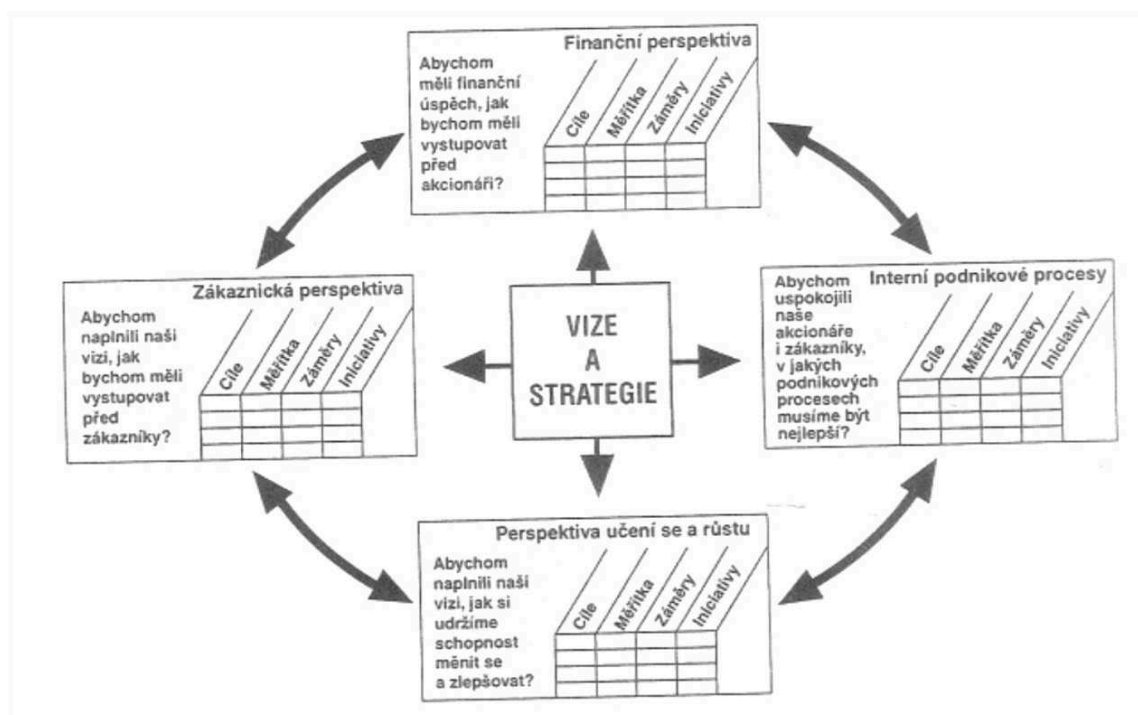 Finanční perspektiva
Abychom
měli finanční
úspěch, jak
bychom měli
vystupovat
před
akcionáři?
Cíle
Měřítka
Záměry
Iniciativy
Zákaznická perspektiva
Abychom
naplnili naši
vizi, jak
bychom měli
vystupovat
před
zákazníky?
Cíle
Měřítka
Záměry
Iniciativy
VIZE
A
STRATEGIE
Interní podnikové procesy
Abychom
uspokojili
naše
akcionáře
i zákazníky,
v jakých
podnikových
procesech
musíme být
nejlepší?
Cíle
Měřítka
Záměry
Iniciativy
Perspektiva učení se a růstu
Abychom
naplnili naši
vizi, jak si
udržíme
schopnost
měnit se
a zlepšovat?
Cíle
Měřítka
Záměry
Iniciativy